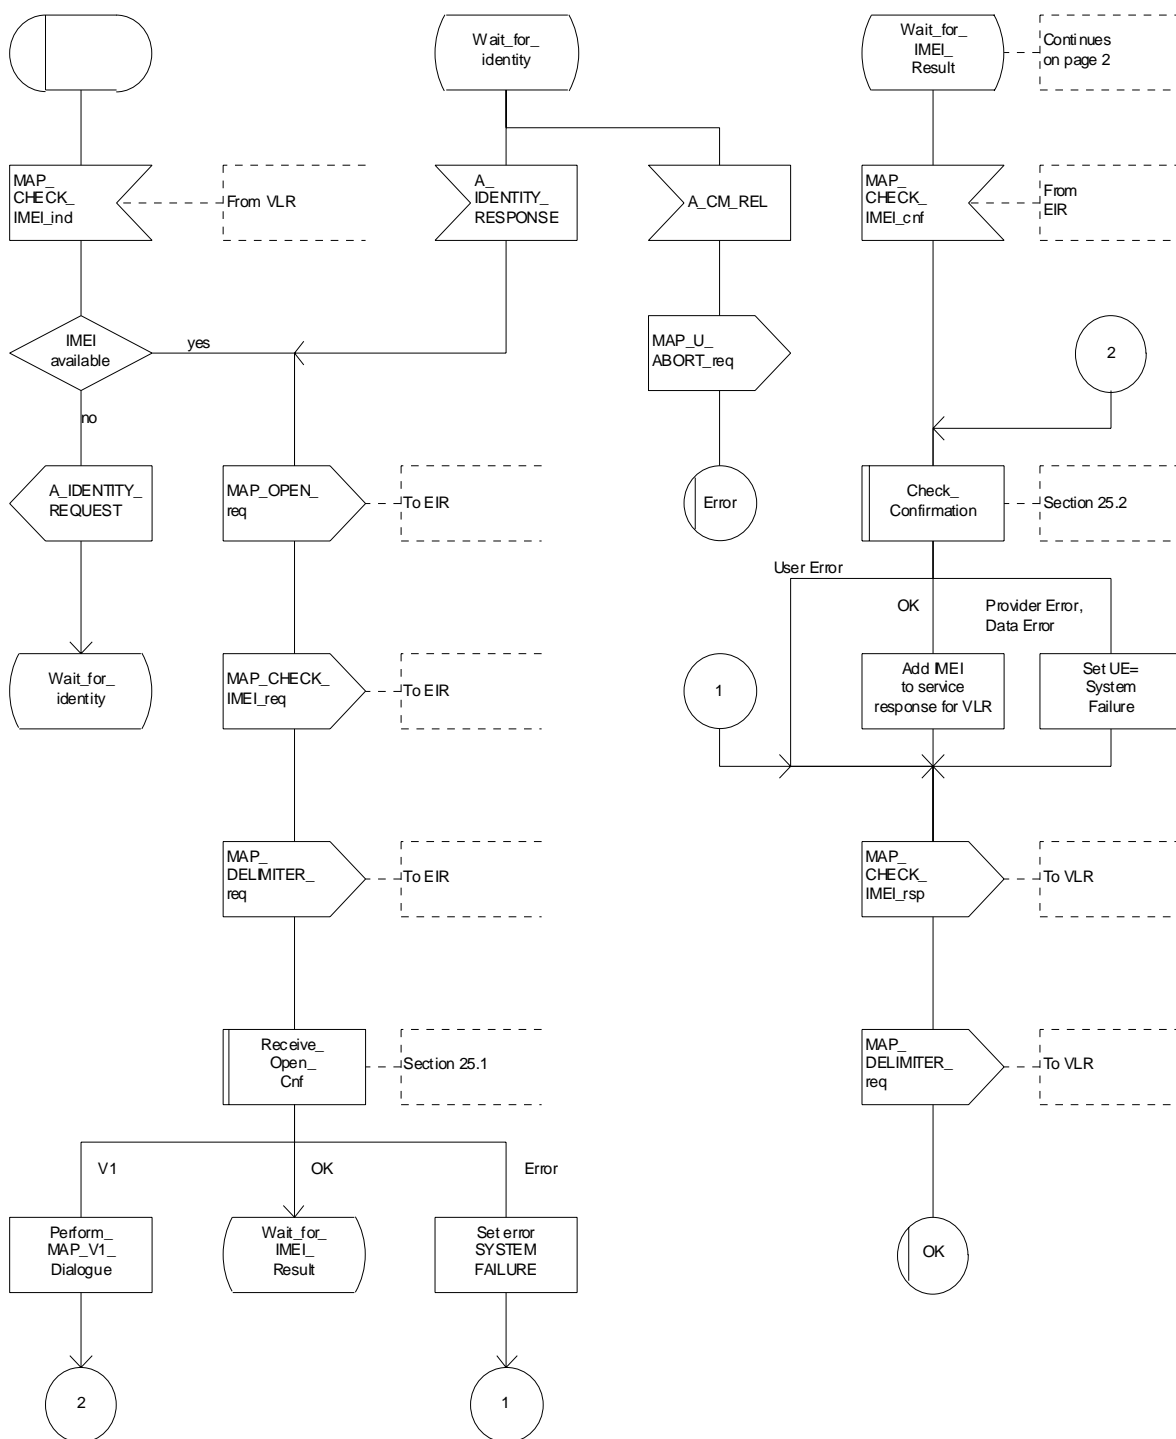 Wait_for_
identity
Wait_for_
IMEI_
Result
Continues
on page 2
MAP_
CHECK_
IMEI_ind
From VLR
A_
IDENTITY_
RESPONSE
A_CM_REL
MAP_
CHECK_
IMEI_cnf
From
EIR
IMEI
available
yes
no
MAP_U_
ABORT_req
2
A_IDENTITY_
REQUEST
MAP_OPEN_
req
To EIR
Error
Check_
Confirmation
Section 25.2
User Error
OK
Provider Error,
Data Error
Wait_for_
identity
MAP_CHECK_
IMEI_req
To EIR
1
Add IMEI
to service
response for VLR
Set UE=
System
Failure
MAP_
DELIMITER_
req
To EIR
MAP_
CHECK_
IMEI_rsp
To VLR
Receive_
Open_
Cnf
Section 25.1
MAP_
DELIMITER_
req
To VLR
V1
OK
Error
Perform_
MAP_V1_
Dialogue
Wait_for_
IMEI_
Result
Set error
SYSTEM
FAILURE
OK
2
1